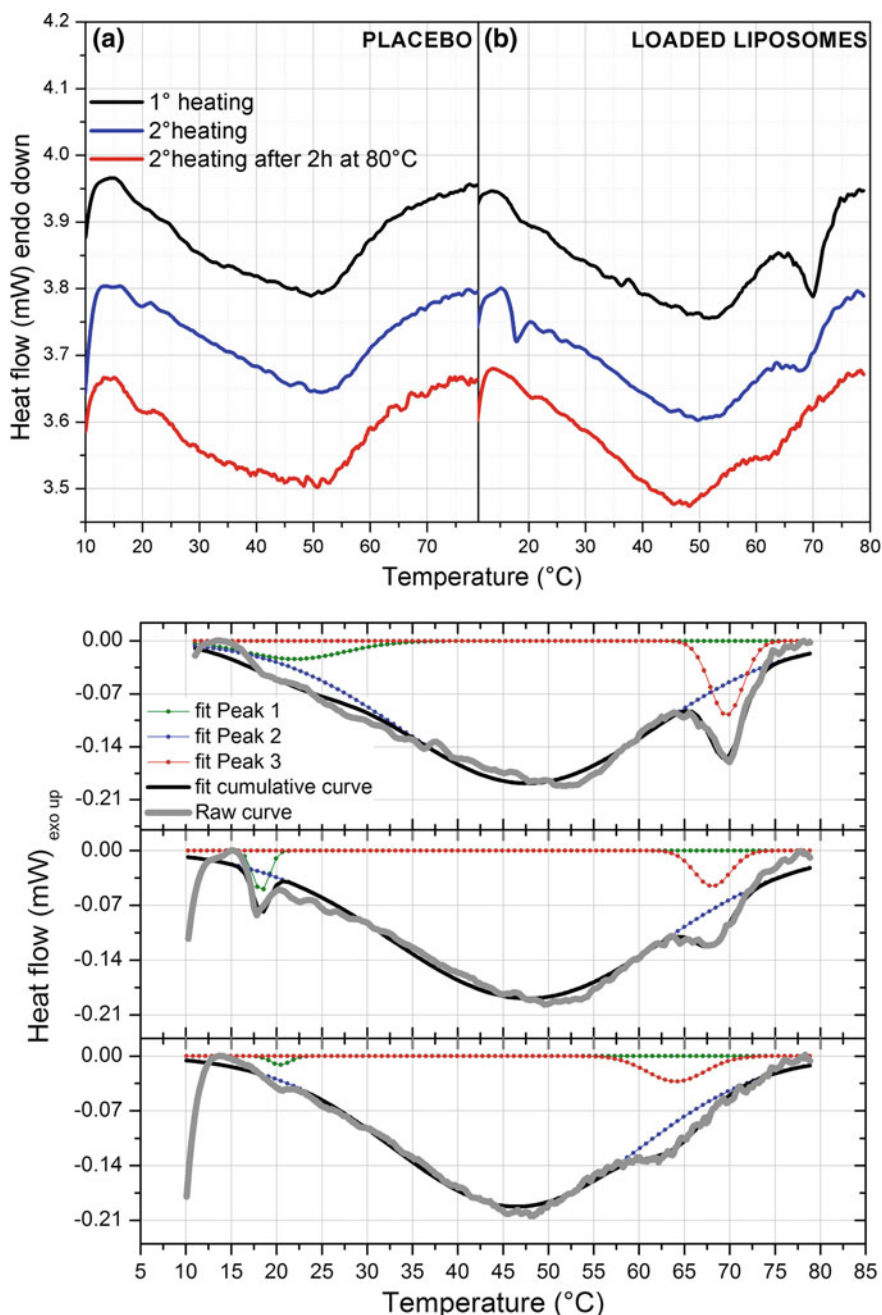 4.2
(a) PLACEBO (b) LOADED LIPOSOMES
4.1
1° heating
2°heating
2°heating after 2h at 80°C
4.0
3.9
3.8
3.7
3.6
3.5
Heat flow (mW) endo down
10 20 30 40 50 60 70 20 30 40 50 60 70 80
Temperature (°C)
0.00
-0.07
-0.14
-0.21
fit Peak 1
fit Peak 2
fit Peak 3
fit cumulative curve
Raw curve
0.00
-0.07
-0.14
-0.21
0.00
-0.07
-0.14
-0.21
Heat flow (mW) exo up
5 10 15 20 25 30 35 40 45 50 55 60 65 70 75 80 85
Temperature (°C)